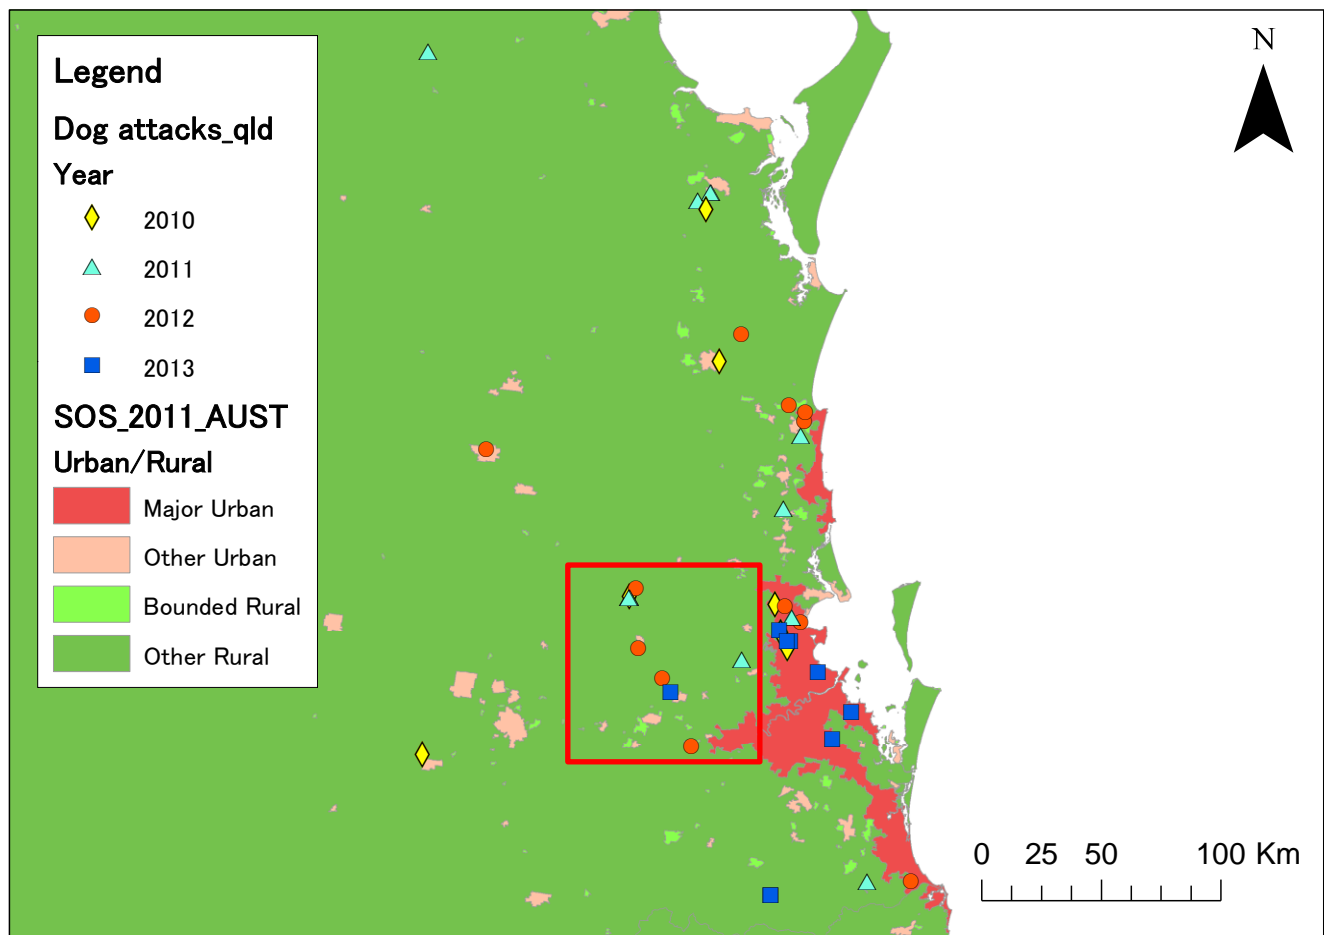 Legend
Dog attacks_qld
Year
2010
2011
2012
2013
SOS_2011_AUST
Urban/Rural
Major Urban
Other Urban
Bounded Rural
Other Rural
N
0 25 50 100 Km